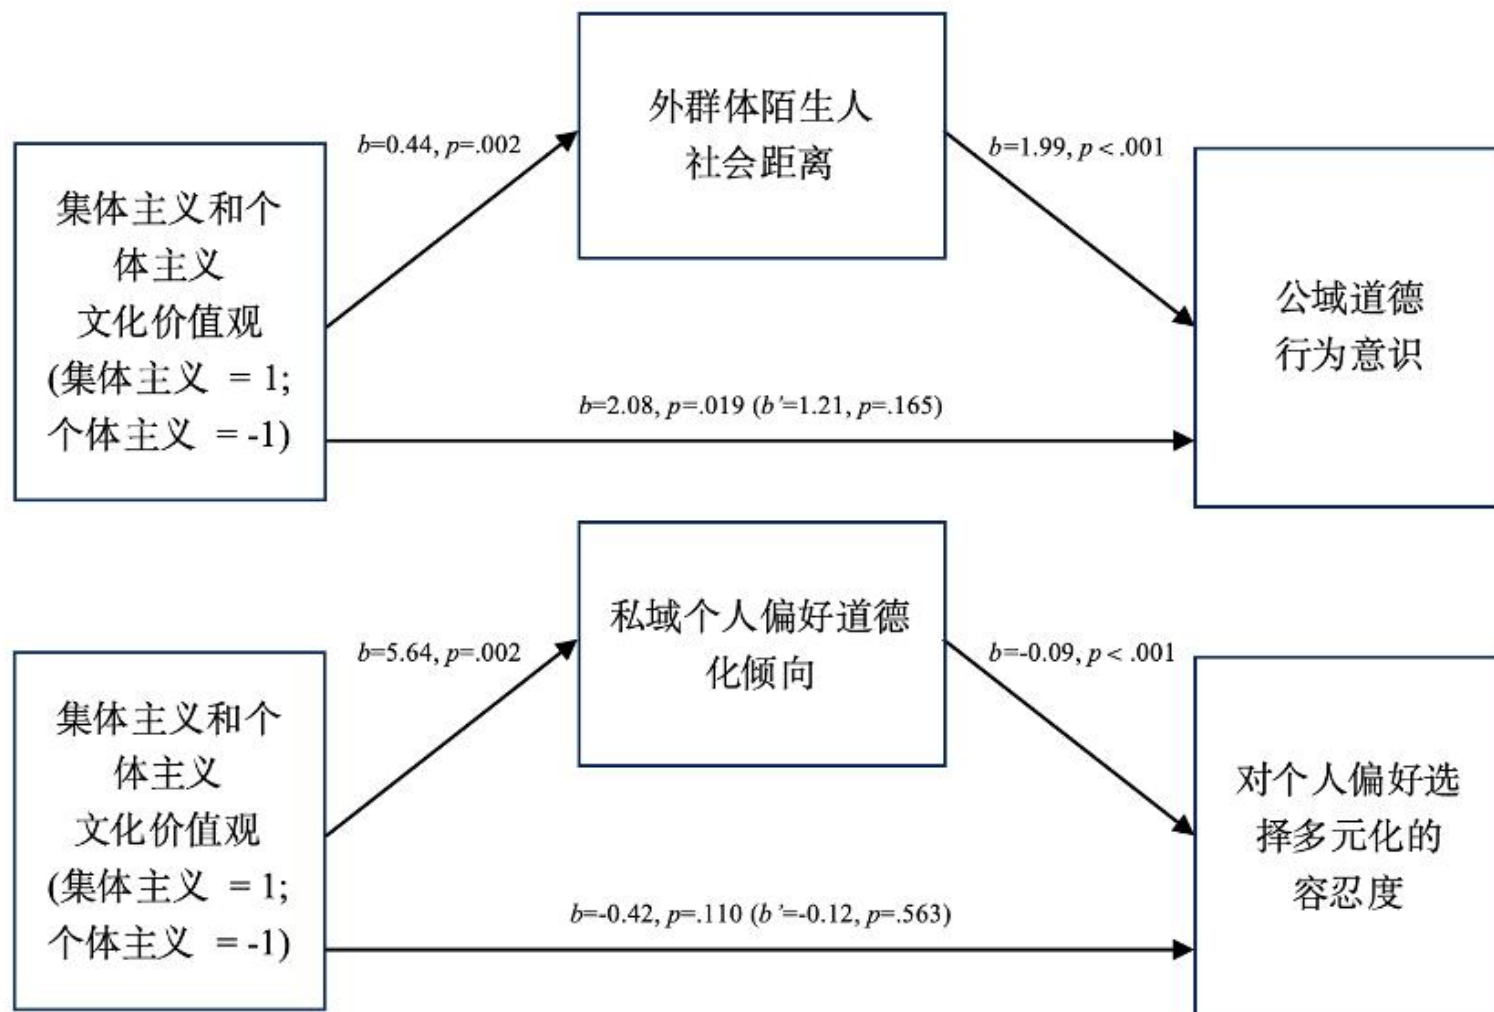 外群体陌生人
社会距离
b=0.44, p=.002
b=1.99, p < .001
集体主义和个
体主义
文化价值观
(集体主义 = 1;
个体主义 = -1)
公域道德
行为意识
b=2.08, p=.019 (b’=1.21, p=.165)
私域个人偏好道德
化倾向
b=5.64, p=.002
b=-0.09, p < .001
集体主义和个
体主义
文化价值观
(集体主义 = 1;
个体主义 = -1)
对个人偏好选
择多元化的
容忍度
b=-0.42, p=.110 (b’=-0.12, p=.563)